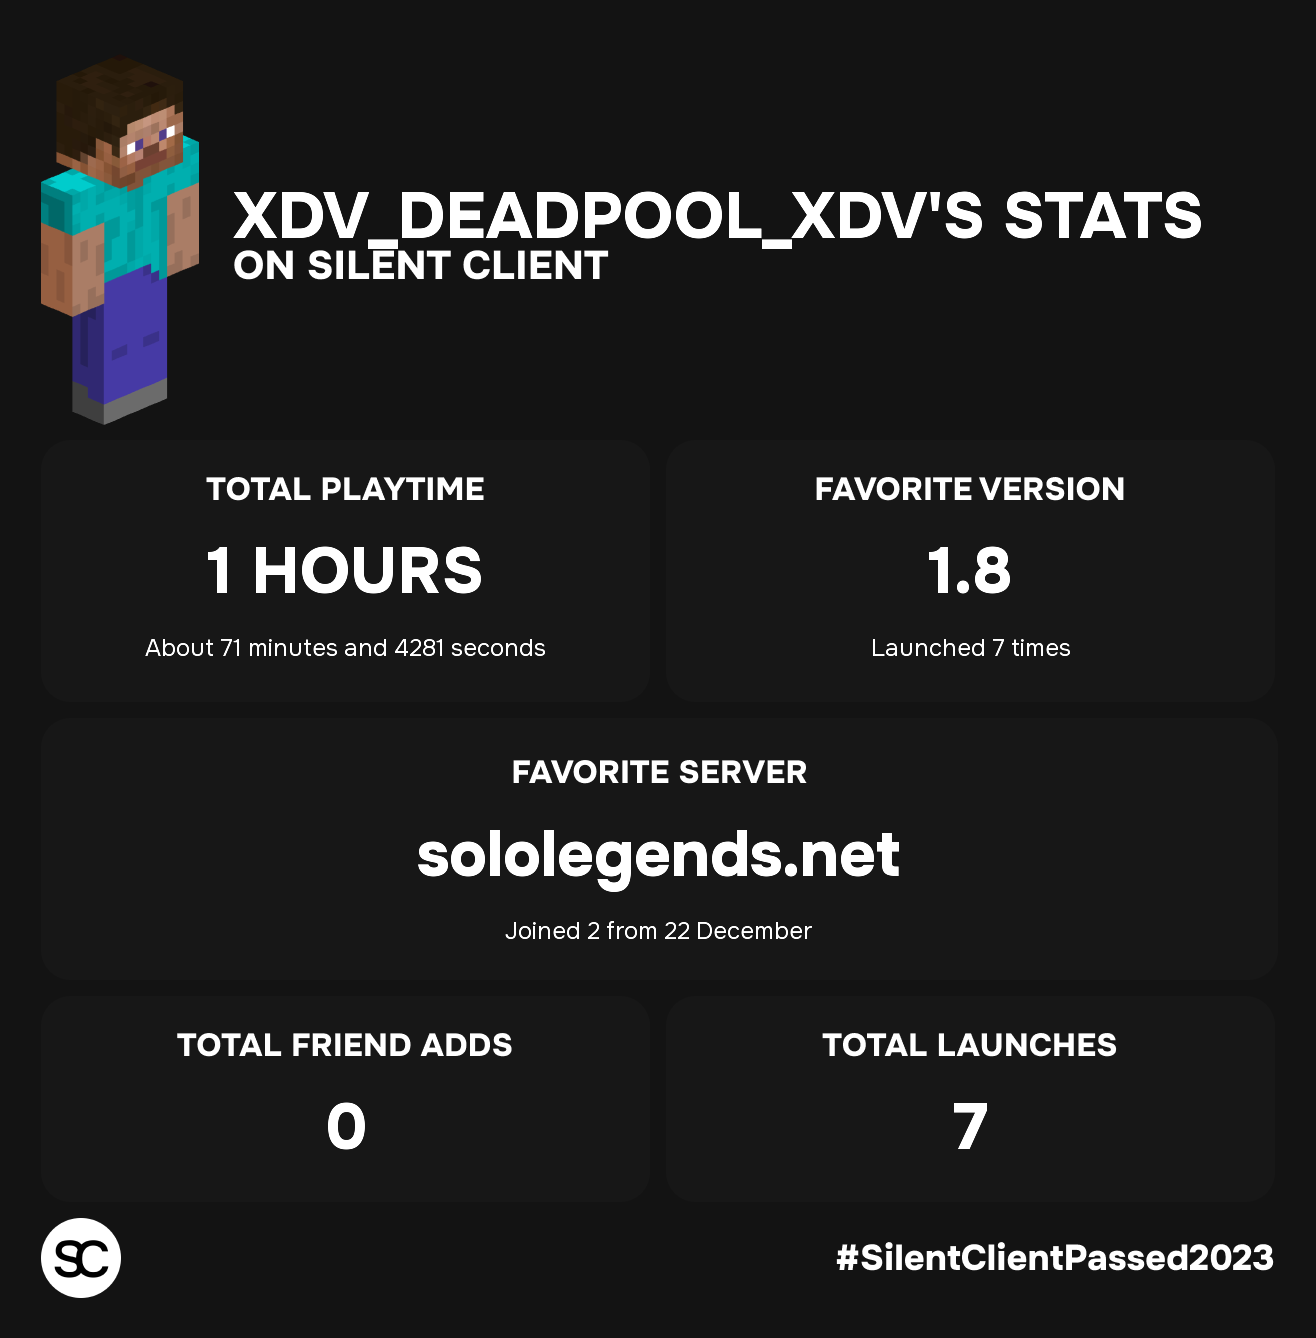 XDV_DEADPOOL_XDV'S STATS
ON SILENT CLIENT
TOTAL PLAYTIME
1 HOURS
About 71 minutes and 4281 seconds
FAVORITE VERSION
1.8
Launched 7 times
FAVORITE SERVER
sololegends.net
Joined 2 from 22 December
TOTAL FRIEND ADDS
0
TOTAL LAUNCHES
7
SC
#SilentClientPassed2023